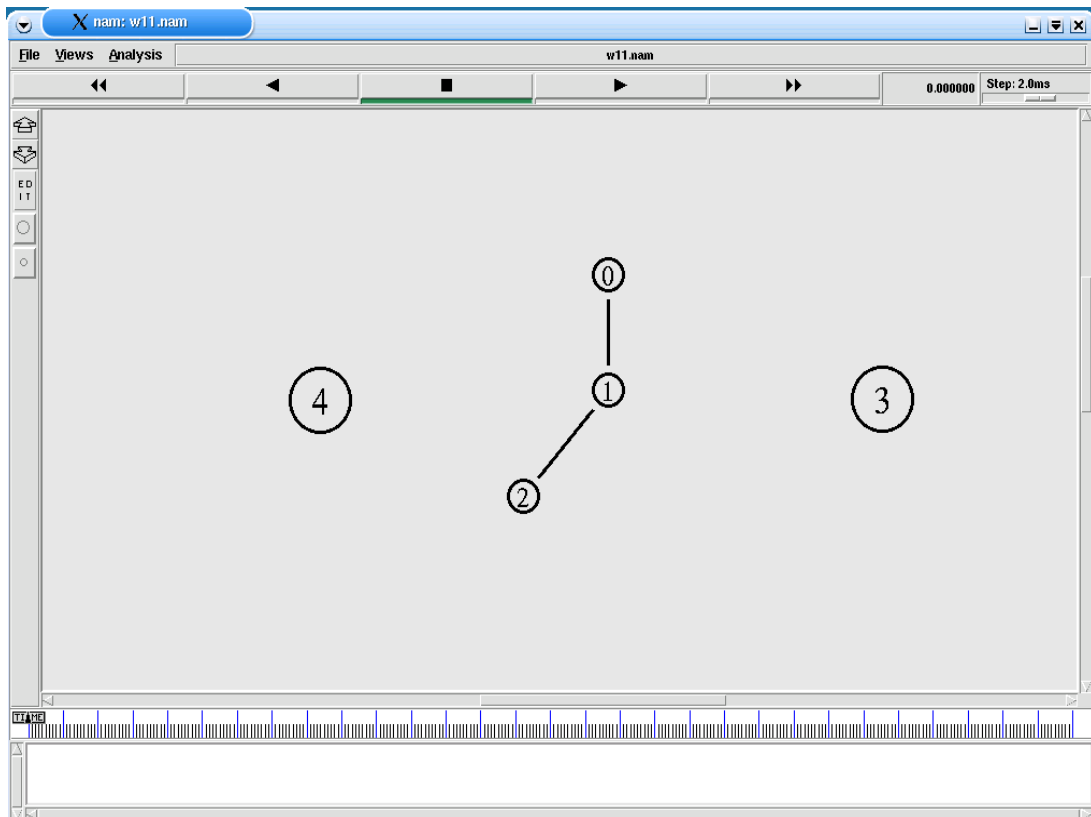 X nam: w11.nam
File Views Analysis w11.nam
0.000000 Step: 2.0ms
E D
I T
0
1
4
3
2
TIME